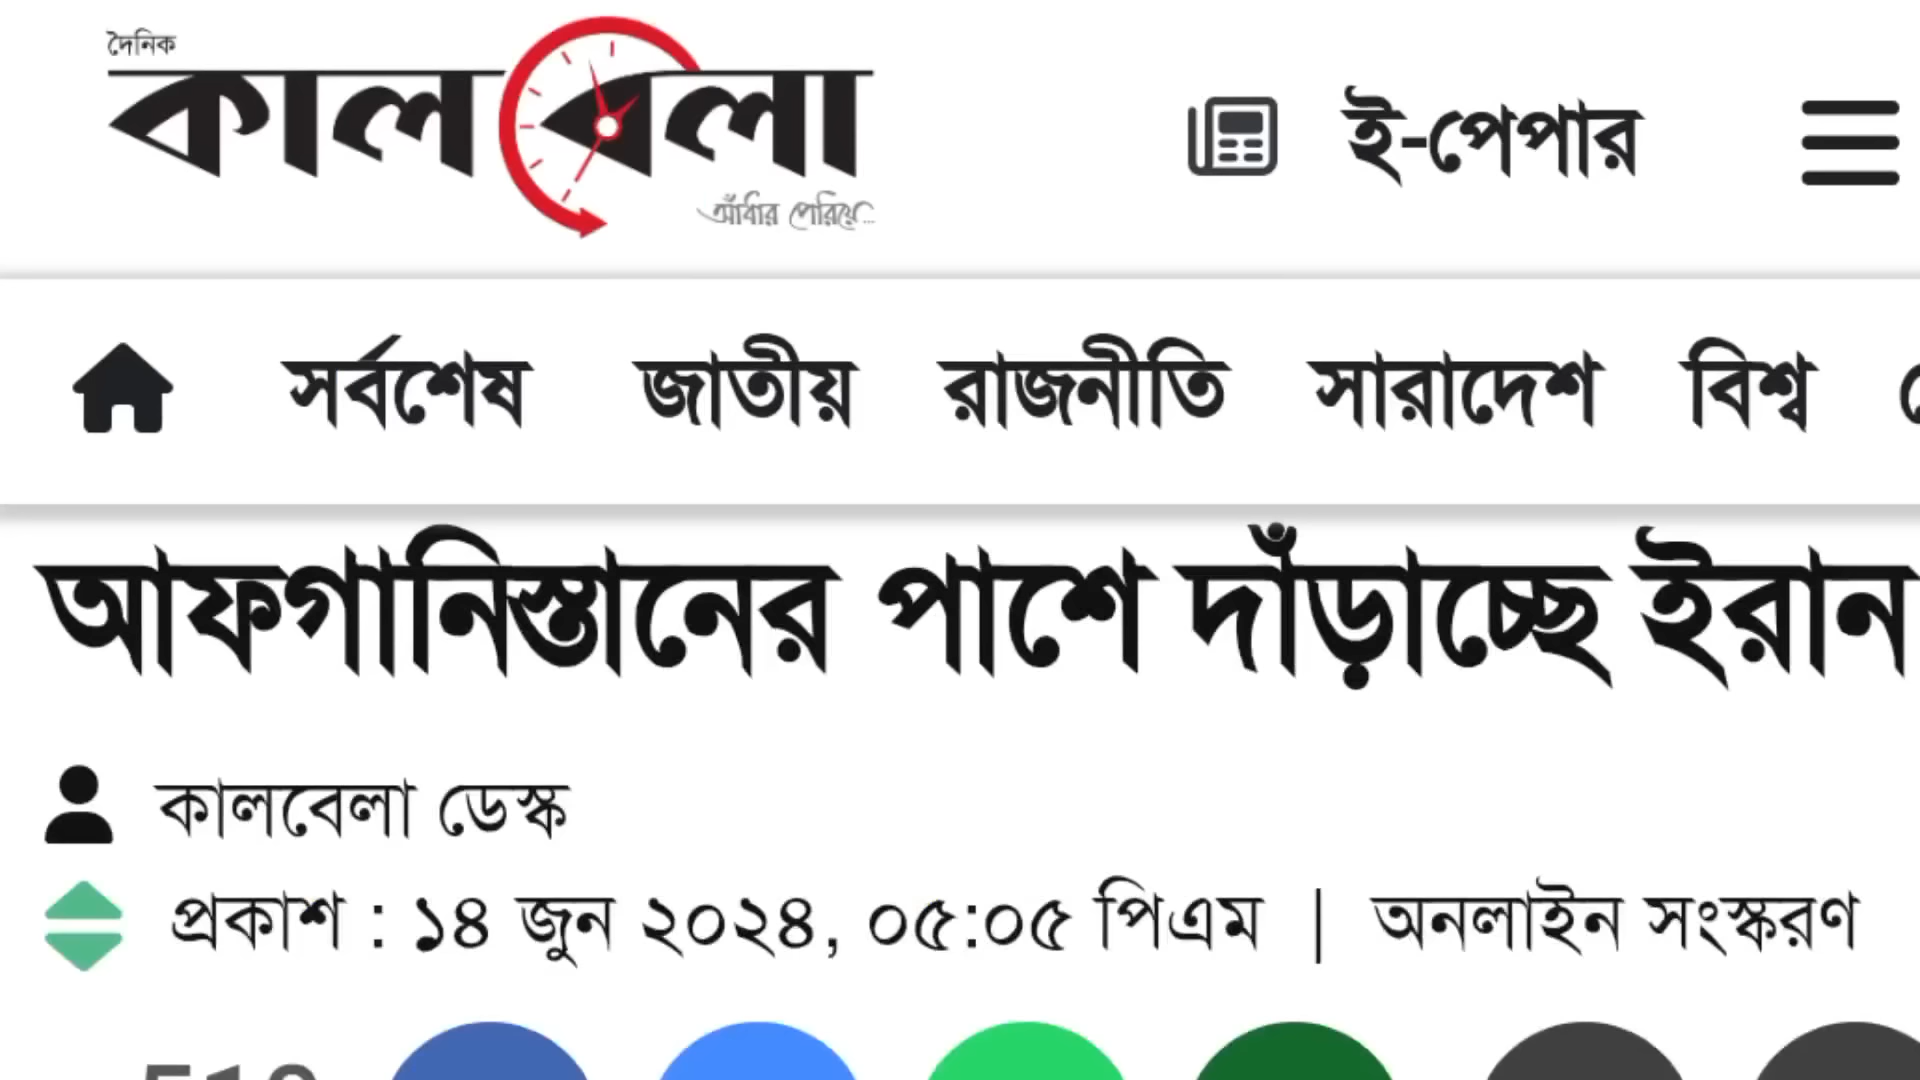 দৈনিক
কালবেলা
আঁধার পেরিয়ে...
ই-পেপার
সর্বশেষ জাতীয় রাজনীতি সারাদেশ বিশ্ব
আফগানিস্তানের পাশে দাঁড়াচ্ছে ইরান
কালবেলা ডেস্ক
প্রকাশ : ১৪ জুন ২০২৪, ০৫:০৫ পিএম | অনলাইন সংস্করণ